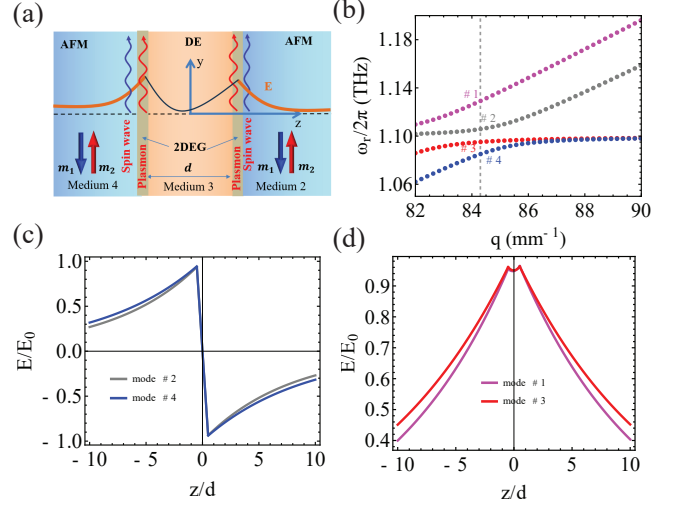 (a)
AFM
DE
AFM
y
E
z
Spin wave
Plasmon
2DEG
d
Plasmon
Spin wave
m1
m2
m1
m2
Medium 4
Medium 3
Medium 2
(b)
ωr/2π (THz)
1.18
1.14
1.10
1.06
# 1
# 2
# 3
# 4
82
84
86
88
90
q (mm⁻¹)
(c)
E/E0
1.0
0.5
0.0
- 0.5
- 1.0
mode # 2
mode # 4
- 10
- 5
0
5
10
z/d
(d)
E/E0
0.9
0.8
0.7
0.6
0.5
0.4
mode # 1
mode # 3
- 10
- 5
0
5
10
z/d